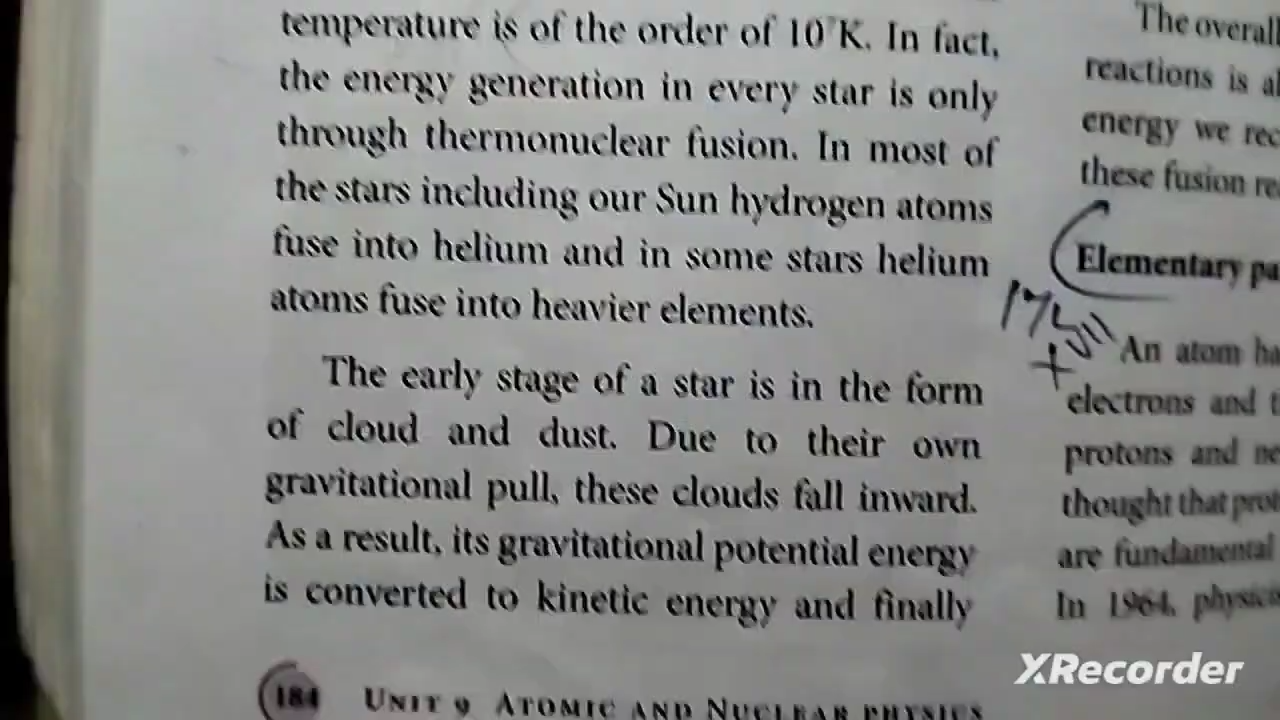 temperature is of the order of 10⁷K. In fact,
the energy generation in every star is only
through thermonuclear fusion. In most of
the stars including our Sun hydrogen atoms
fuse into helium and in some stars helium
atoms fuse into heavier elements.
The early stage of a star is in the form
of cloud and dust. Due to their own
gravitational pull, these clouds fall inward.
As a result, its gravitational potential energy
is converted to kinetic energy and finally
184 UNIT 9 ATOMIC AND NUCLEAR PHYSICS
The overall
reactions is
energy we
these fusion
Elementary
An atom
electrons and
protons and
thought that
are fundamental
In 1964,
XRecorder